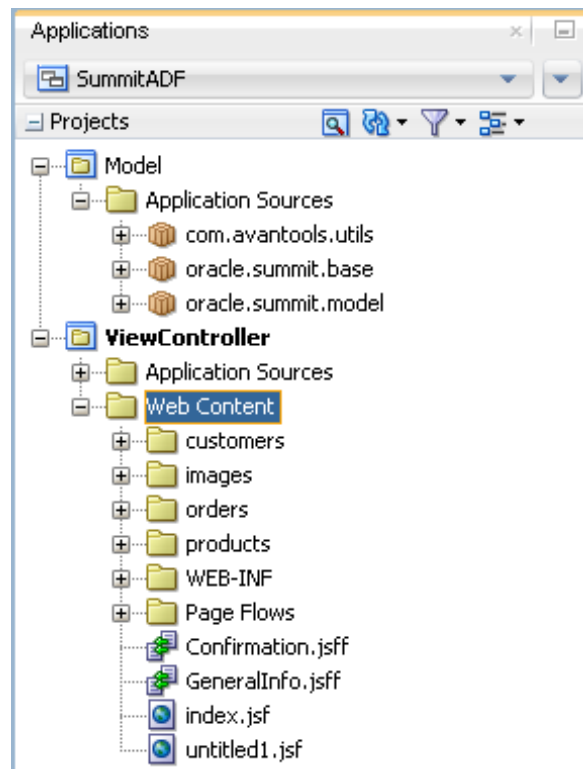 Applications
SummitADF
Projects
Model
Application Sources
com.avantools.utils
oracle.summit.base
oracle.summit.model
ViewController
Application Sources
Web Content
customers
images
orders
products
WEB-INF
Page Flows
Confirmation.jsff
GeneralInfo.jsff
index.jsf
untitled1.jsf